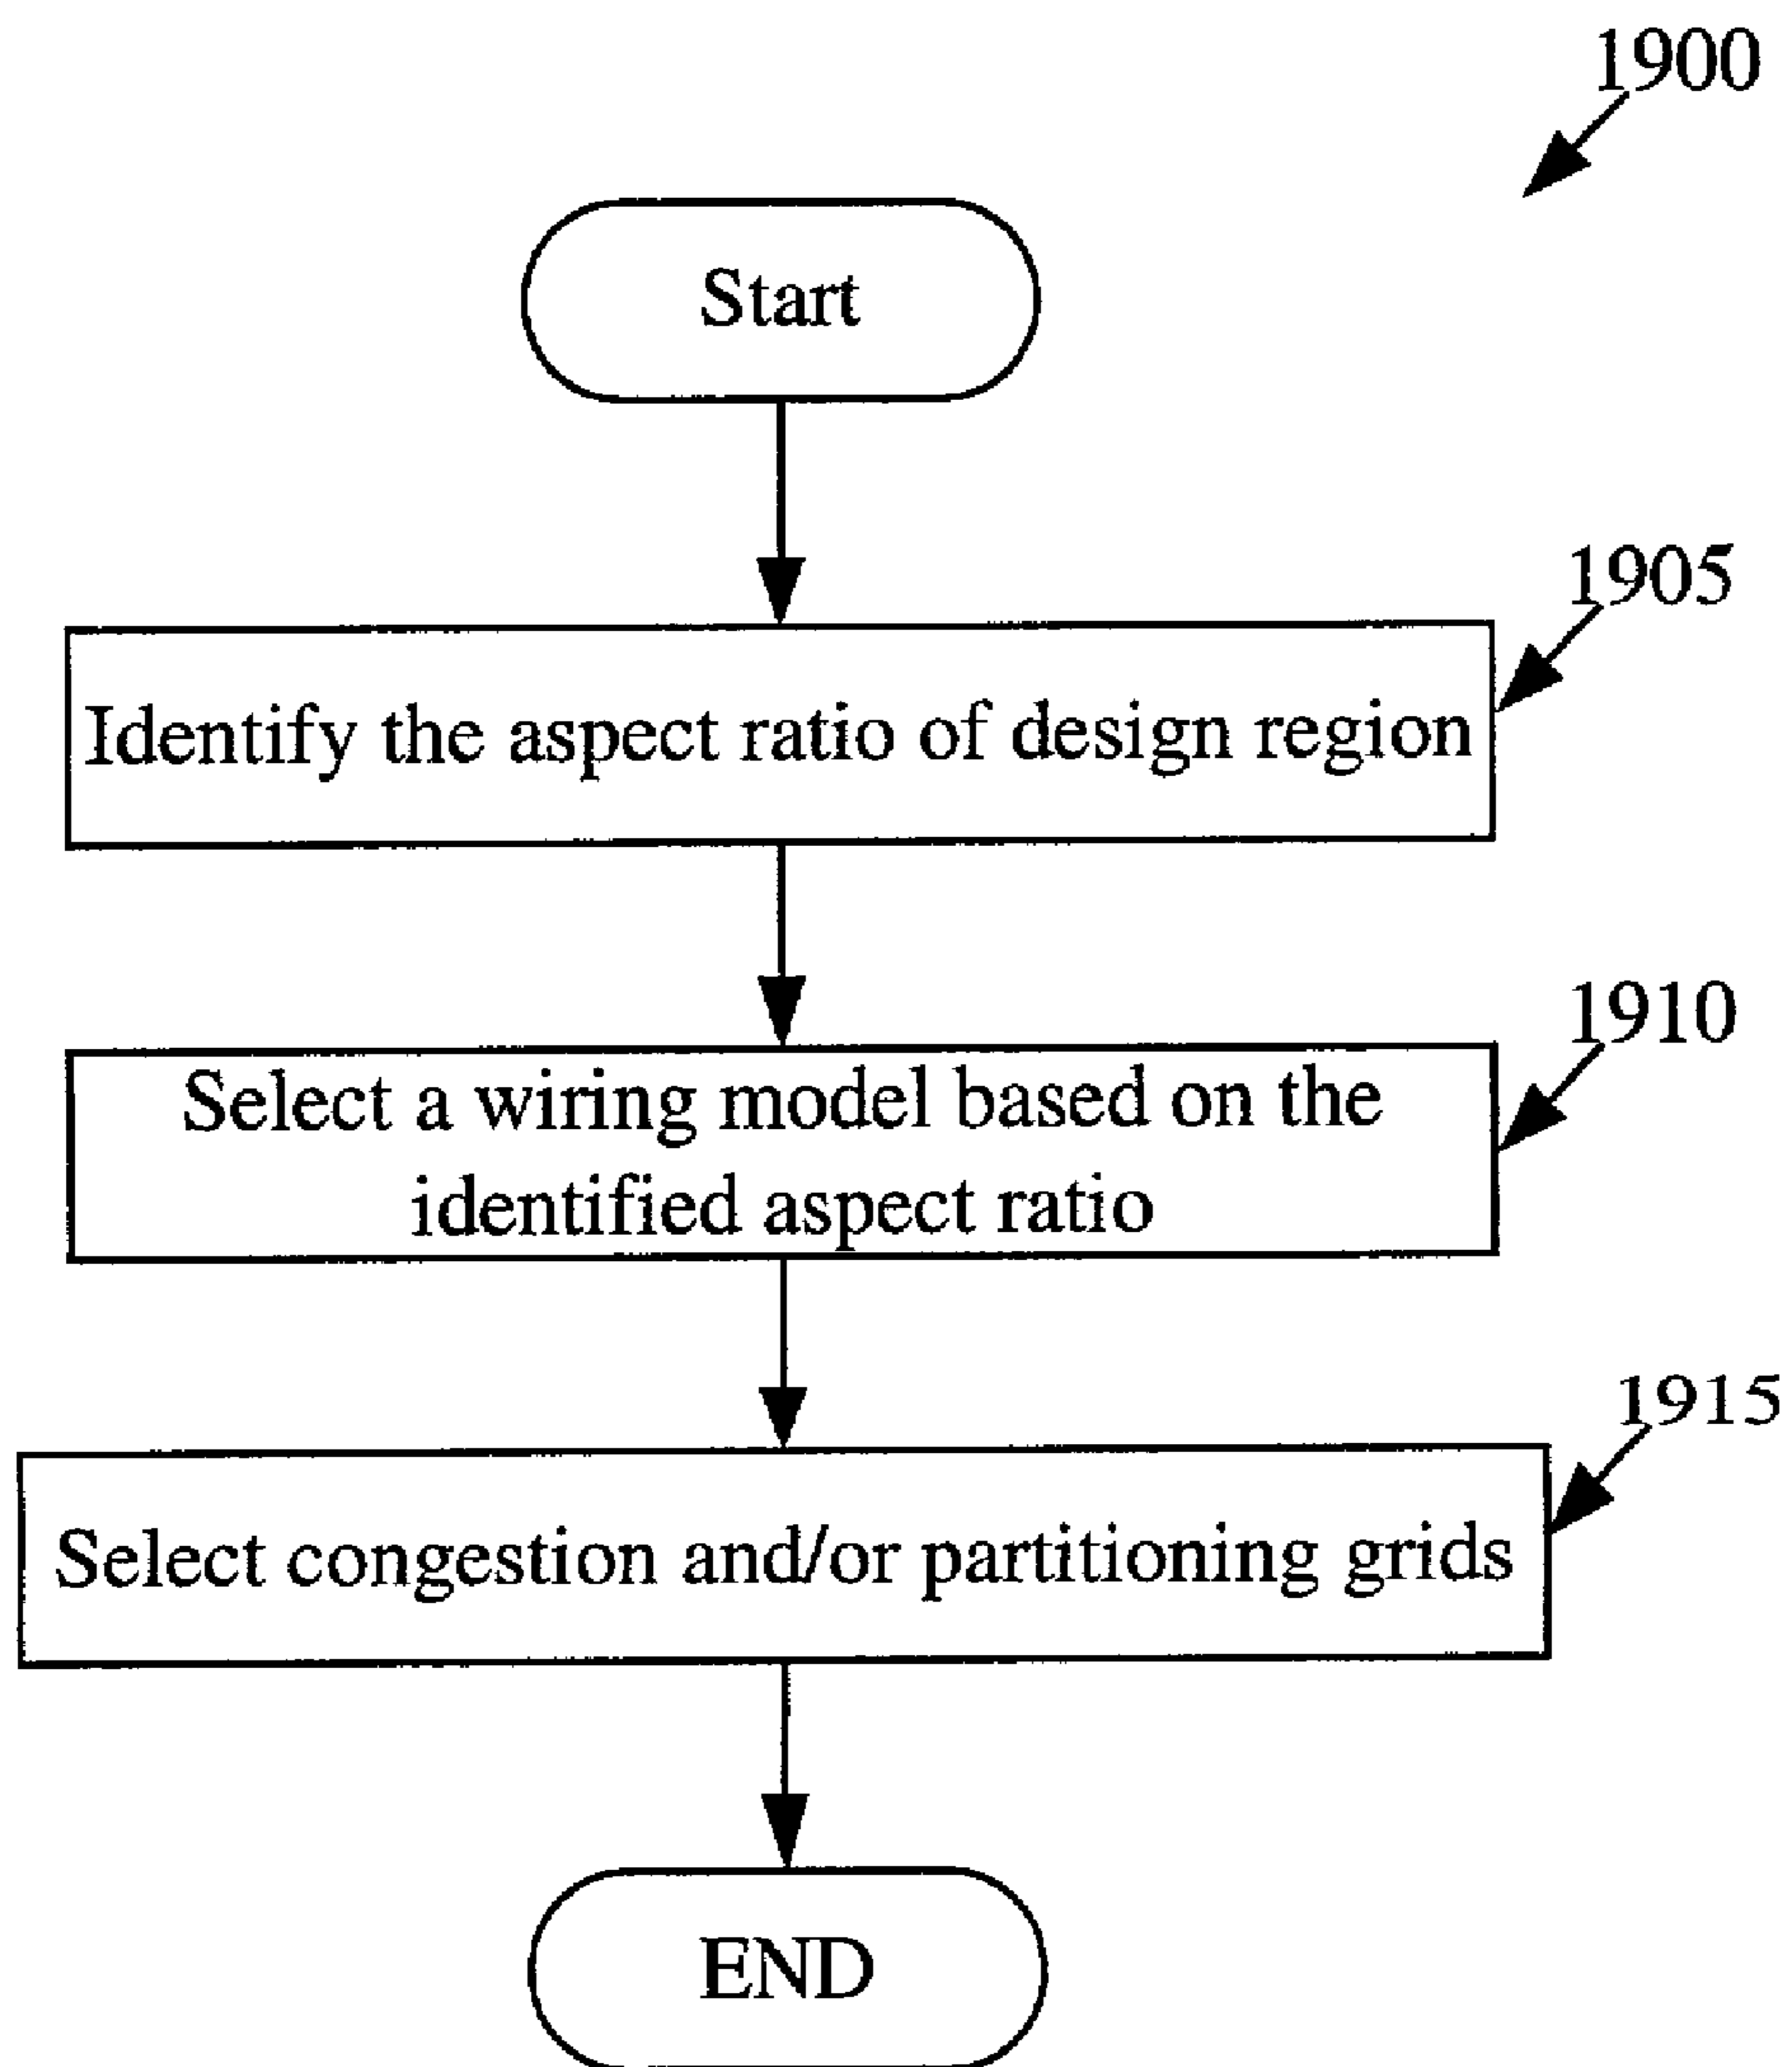 1900
Start
1905
Identify the aspect ratio of design region
1910
Select a wiring model based on the
identified aspect ratio
1915
Select congestion and/or partitioning grids
END